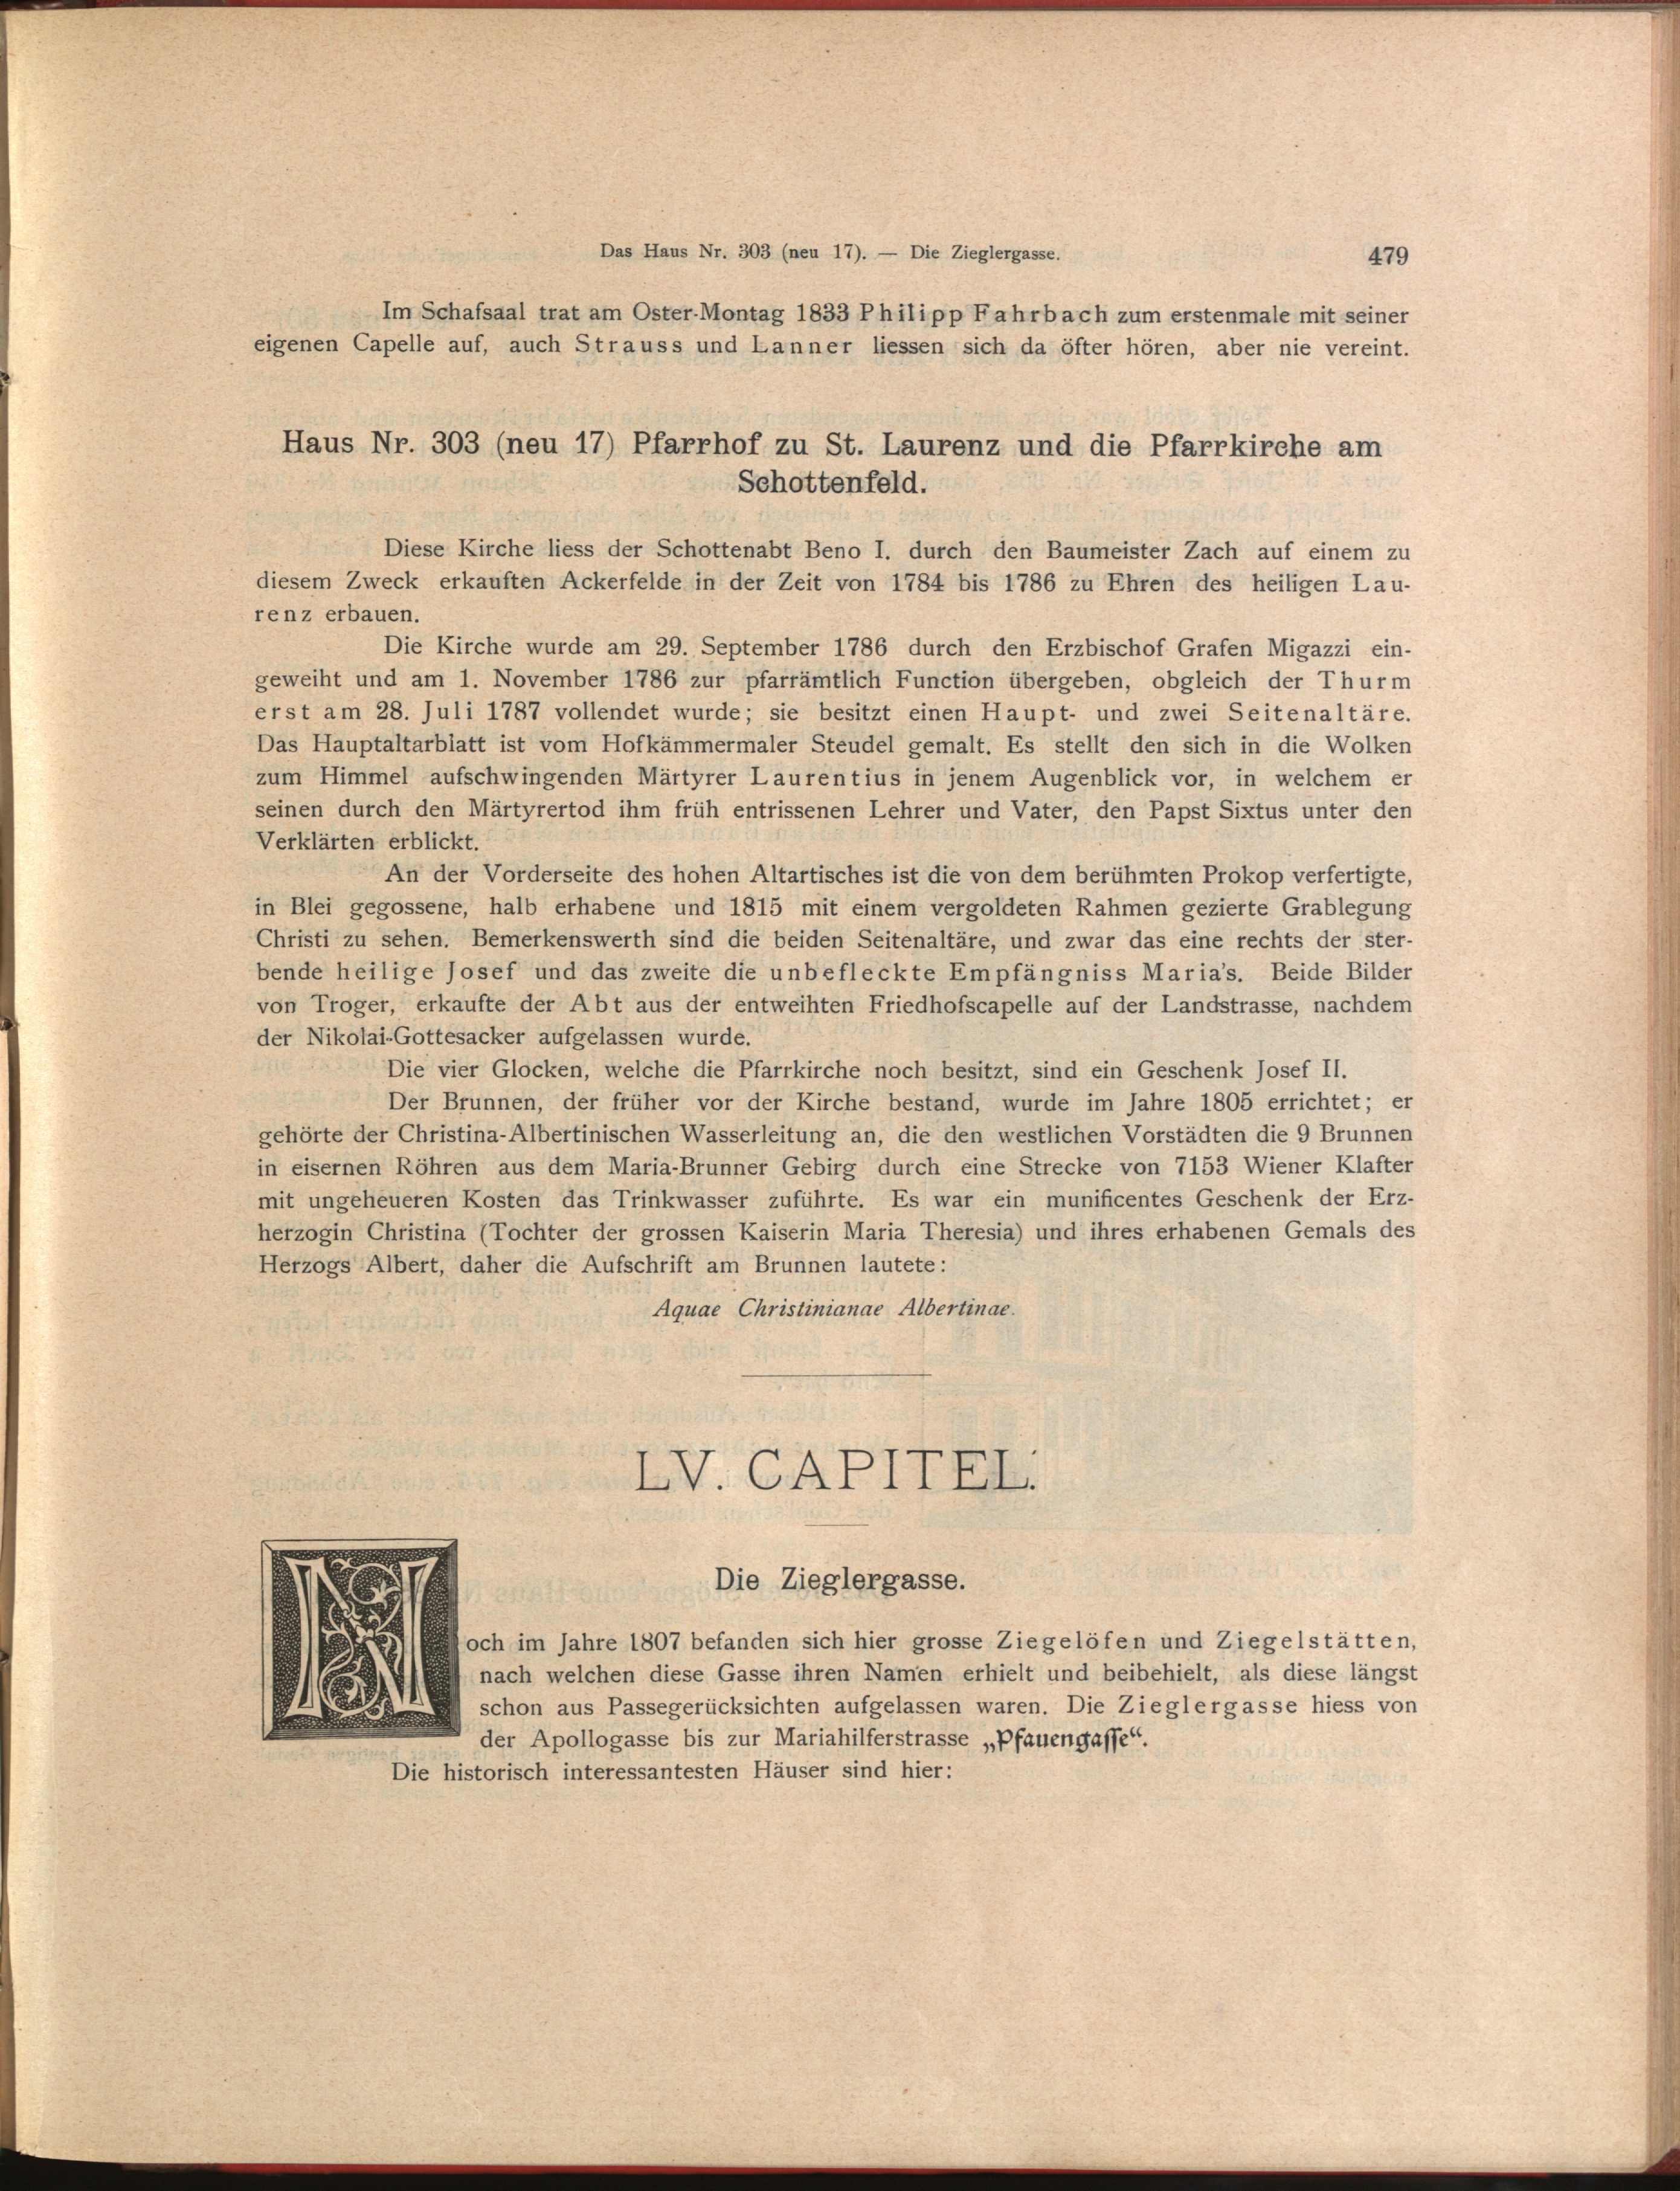 Das Haus Nr. 303 (neu 17). — Die Zieglergasse. 479
Im Schafsaal trat am Oster-Montag 1833 Philipp Fahrbach zum erstenmale mit seiner
eigenen Capelle auf, auch Strauss und Lanner liessen sich da öfter hören, aber nie vereint.
Haus Nr. 303 (neu 17) Pfarrhof zu St. Laurenz und die Pfarrkirche am
Schottenfeld.
Diese Kirche liess der Schottenabt Beno I. durch den Baumeister Zach auf einem zu
diesem Zweck erkauften Ackerfelde in der Zeit von 1784 bis 1786 zu Ehren des heiligen Lau-
renz erbauen.
Die Kirche wurde am 29. September 1786 durch den Erzbischof Grafen Migazzi ein-
geweiht und am 1. November 1786 zur pfarrämtlich Function übergeben, obgleich der Thurm
erst am 28. Juli 1787 vollendet wurde; sie besitzt einen Haupt- und zwei Seitenaltäre.
Das Hauptaltarblatt ist vom Hofkämmermaler Steudel gemalt. Es stellt den sich in die Wolken
zum Himmel aufschwingenden Märtyrer Laurentius in jenem Augenblick vor, in welchem er
seinen durch den Märtyrertod ihm früh entrissenen Lehrer und Vater, den Papst Sixtus unter den
Verklärten erblickt.
An der Vorderseite des hohen Altartisches ist die von dem berühmten Prokop verfertigte,
in Blei gegossene, halb erhabene und 1815 mit einem vergoldeten Rahmen gezierte Grablegung
Christi zu sehen. Bemerkenswerth sind die beiden Seitenaltäre, und zwar das eine rechts der ster-
bende heilige Josef und das zweite die unbefleckte Empfängniss Maria's. Beide Bilder
von Troger, erkaufte der Abt aus der entweihten Friedhofscapelle auf der Landstrasse, nachdem
der Nikolai-Gottesacker aufgelassen wurde.
Die vier Glocken, welche die Pfarrkirche noch besitzt, sind ein Geschenk Josef II.
Der Brunnen, der früher vor der Kirche bestand, wurde im Jahre 1805 errichtet; er
gehörte der Christina-Albertinischen Wasserleitung an, die den westlichen Vorstädten die 9 Brunnen
in eisernen Röhren aus dem Maria-Brunner Gebirg durch eine Strecke von 7153 Wiener Klafter
mit ungeheueren Kosten das Trinkwasser zuführte. Es war ein munificentes Geschenk der Erz-
herzogin Christina (Tochter der grossen Kaiserin Maria Theresia) und ihres erhabenen Gemals des
Herzogs Albert, daher die Aufschrift am Brunnen lautete:
Aquae Christinianae Albertinae.
LV. CAPITEL.
Die Zieglergasse.
Noch im Jahre 1807 befanden sich hier grosse Ziegelöfen und Ziegelstätten,
nach welchen diese Gasse ihren Namen erhielt und beibehielt, als diese längst
schon aus Passegerücksichten aufgelassen waren. Die Zieglergasse hiess von
der Apollogasse bis zur Mariahilferstrasse „Pfauengasse“.
Die historisch interessantesten Häuser sind hier: